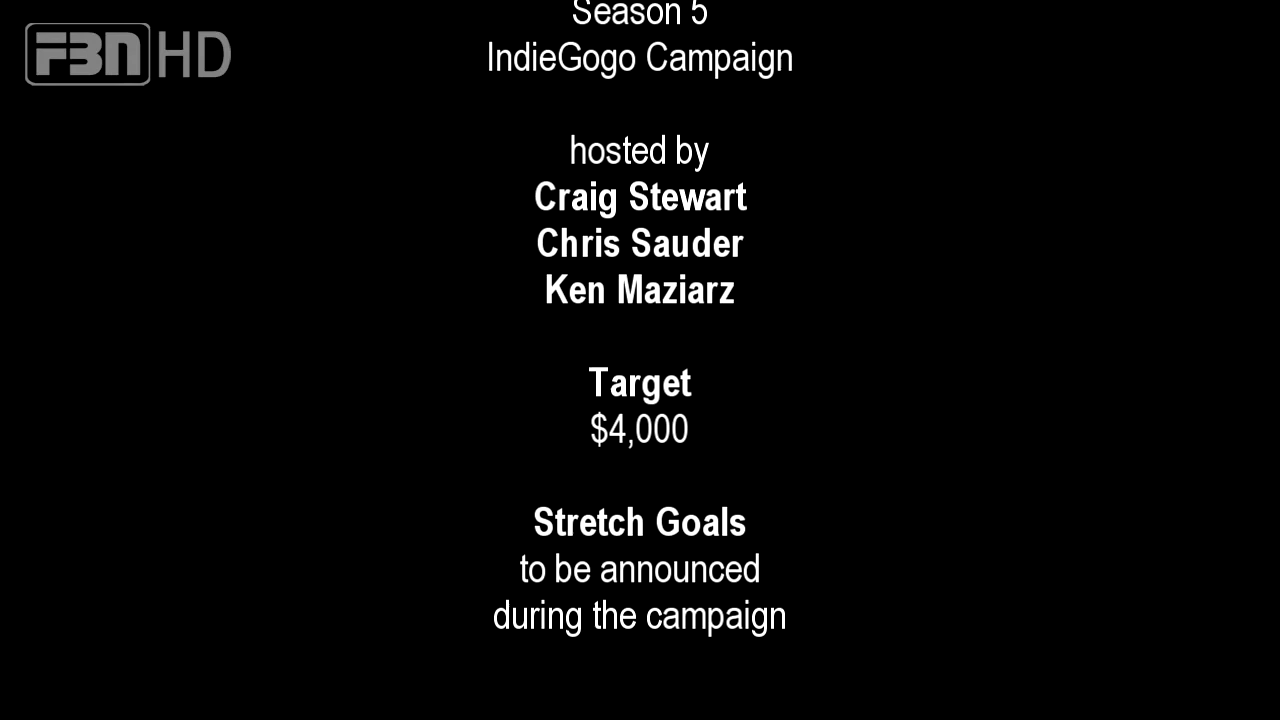 Season 5
F3N HD
IndieGogo Campaign
hosted by
Craig Stewart
Chris Sauder
Ken Maziarz
Target
$4,000
Stretch Goals
to be announced
during the campaign